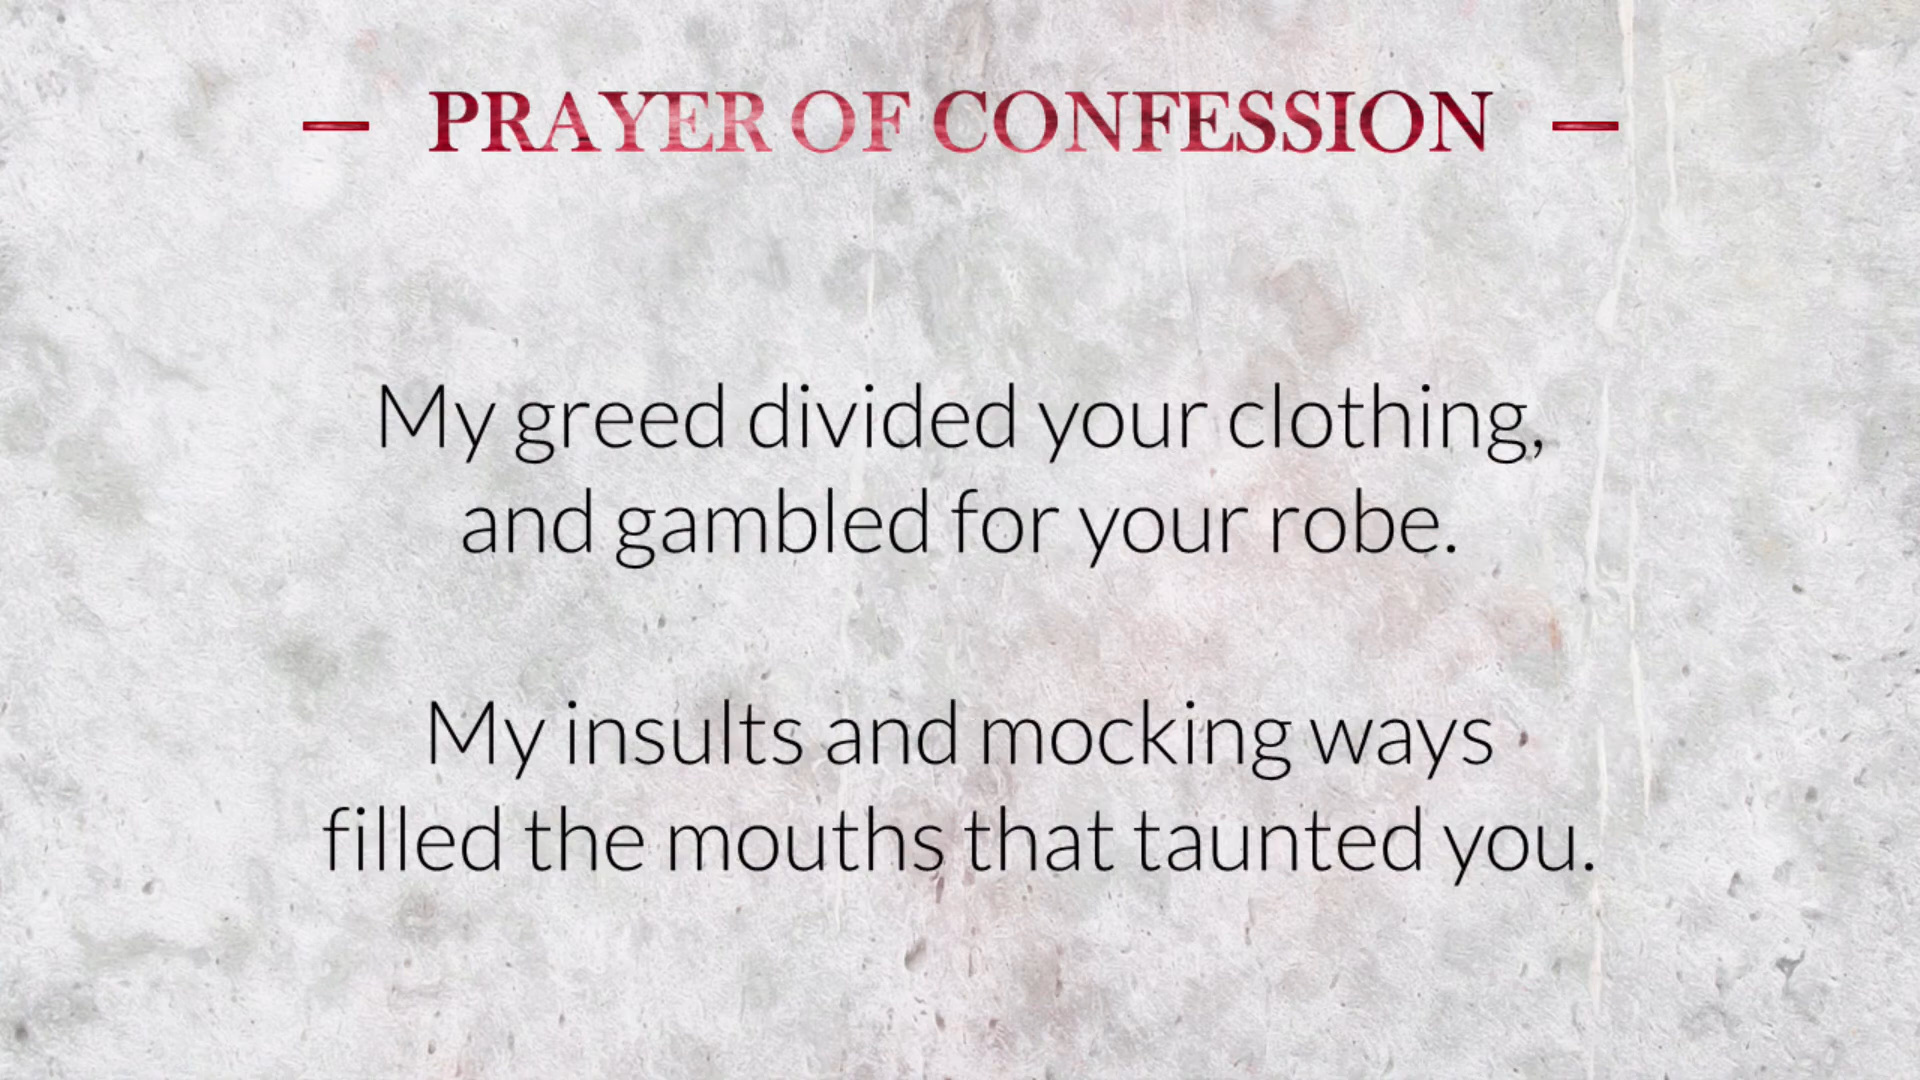 — PRAYER OF CONFESSION —
My greed divided your clothing,
and gambled for your robe.
My insults and mocking ways
filled the mouths that taunted you.